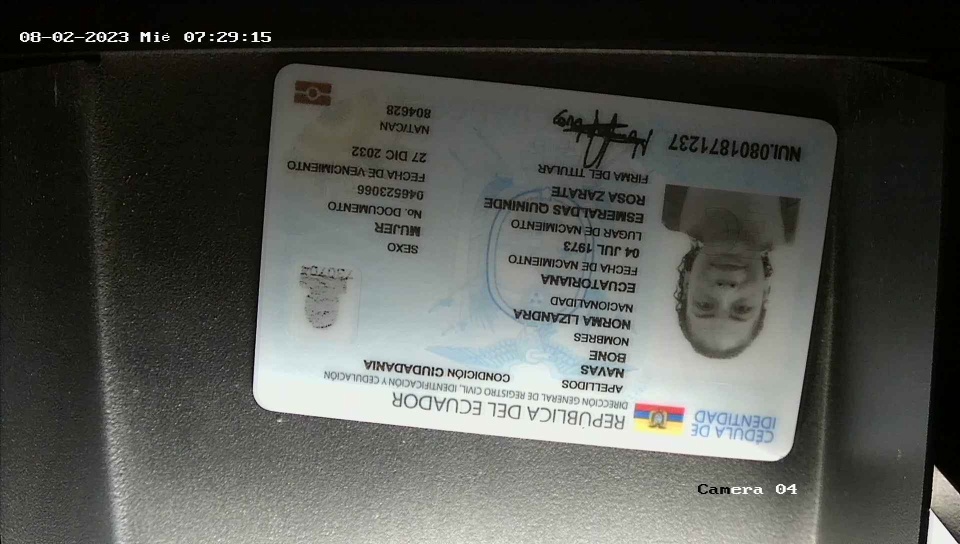 08-02-2023 Mié 07:29:15
CÉDULA DE
IDENTIDAD
REPÚBLICA DEL ECUADOR
DIRECCIÓN GENERAL DE REGISTRO CIVIL, IDENTIFICACIÓN Y CEDULACIÓN
APELLIDOS
CONDICIÓN CIUDADANÍA
NAVAS
BONE
NOMBRES
NORMA LIZANDRA
NACIONALIDAD
ECUATORIANA
FECHA DE NACIMIENTO
04 JUL 1973
LUGAR DE NACIMIENTO
ESMERALDAS QUININDE
ROSA ZARATE
FIRMA DEL TITULAR
SEXO
MUJER
No. DOCUMENTO
046523066
FECHA DE VENCIMIENTO
27 DIC 2032
NAT/CAN
804628
NUI.0801871237
Camera 04